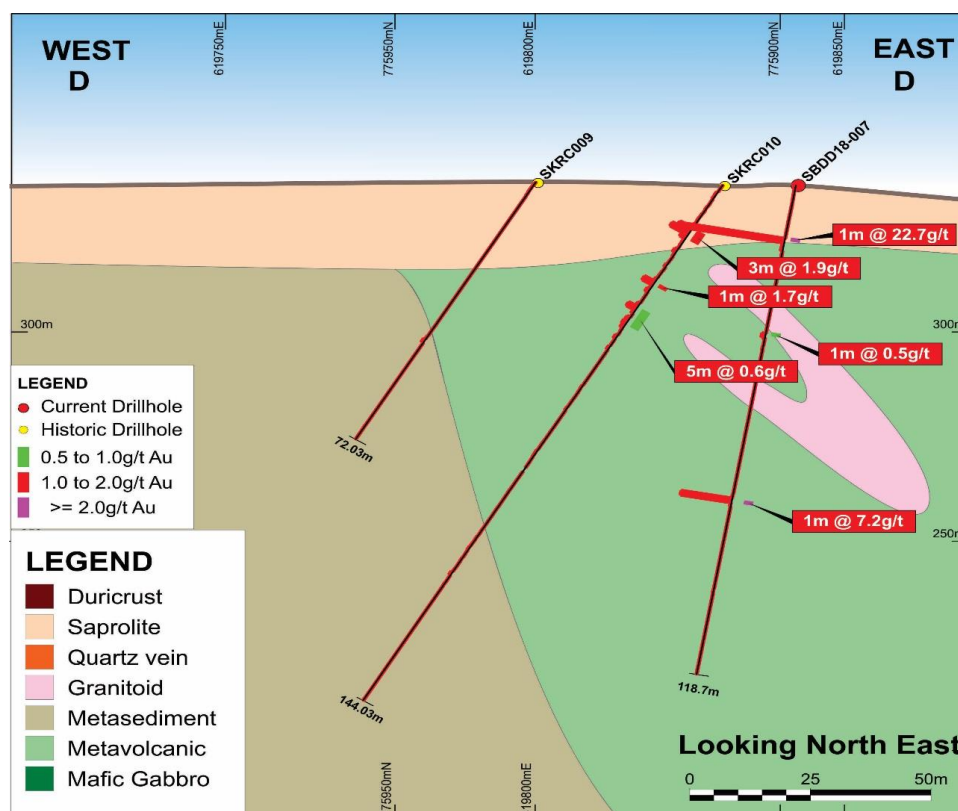 WEST
D
EAST
D
619750mE
775950mN
619800mE
775900mN
619850mE
SKRC009
SKRC010
SBDD18-007
1m @ 22.7g/t
3m @ 1.9g/t
1m @ 1.7g/t
300m
300m
1m @ 0.5g/t
5m @ 0.6g/t
LEGEND
Current Drillhole
Historic Drillhole
0.5 to 1.0g/t Au
1.0 to 2.0g/t Au
>= 2.0g/t Au
72.03m
1m @ 7.2g/t
250m
LEGEND
Duricrust
Saprolite
Quartz vein
Granitoid
Metasediment
Metavolcanic
Mafic Gabbro
144.03m
118.7m
Looking North East
0
25
50m
775950mN
619800mE